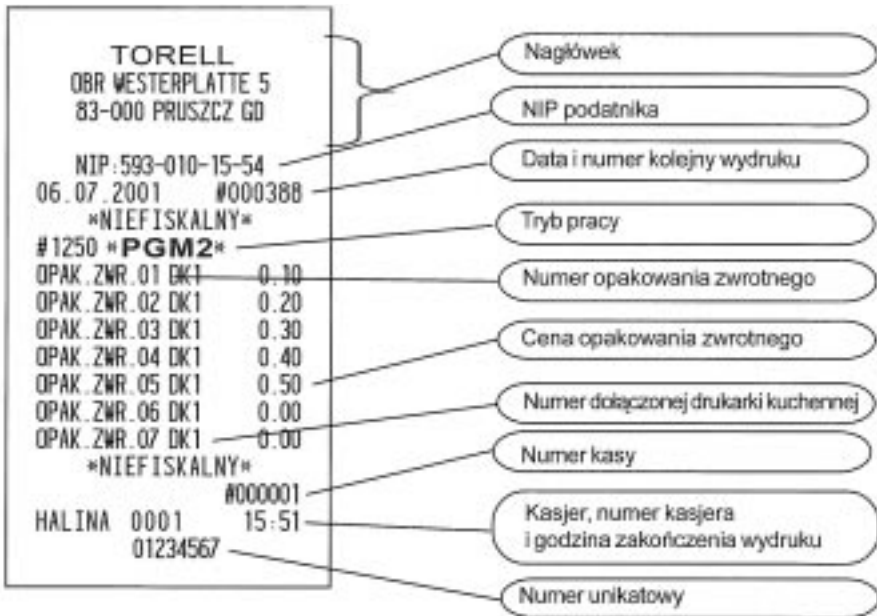 TORELL
OBR WESTERPLATTE 5
83-000 PRUSZCZ GD
NIP:593-010-15-54
06.07.2001 #000388
*NIEFISKALNY*
#1250 *PGM2*
OPAK.ZWR.01 DK1 0.10
OPAK.ZWR.02 DK1 0.20
OPAK.ZWR.03 DK1 0.30
OPAK.ZWR.04 DK1 0.40
OPAK.ZWR.05 DK1 0.50
OPAK.ZWR.06 DK1 0.00
OPAK.ZWR.07 DK1 0.00
*NIEFISKALNY*
#000001
HALINA 0001 15:51
01234567
Nagłówek
NIP podatnika
Data i numer kolejny wydruku
Tryb pracy
Numer opakowania zwrotnego
Cena opakowania zwrotnego
Numer dołączonej drukarki kuchennej
Numer kasy
Kasjer, numer kasjera
i godzina zakończenia wydruku
Numer unikatowy